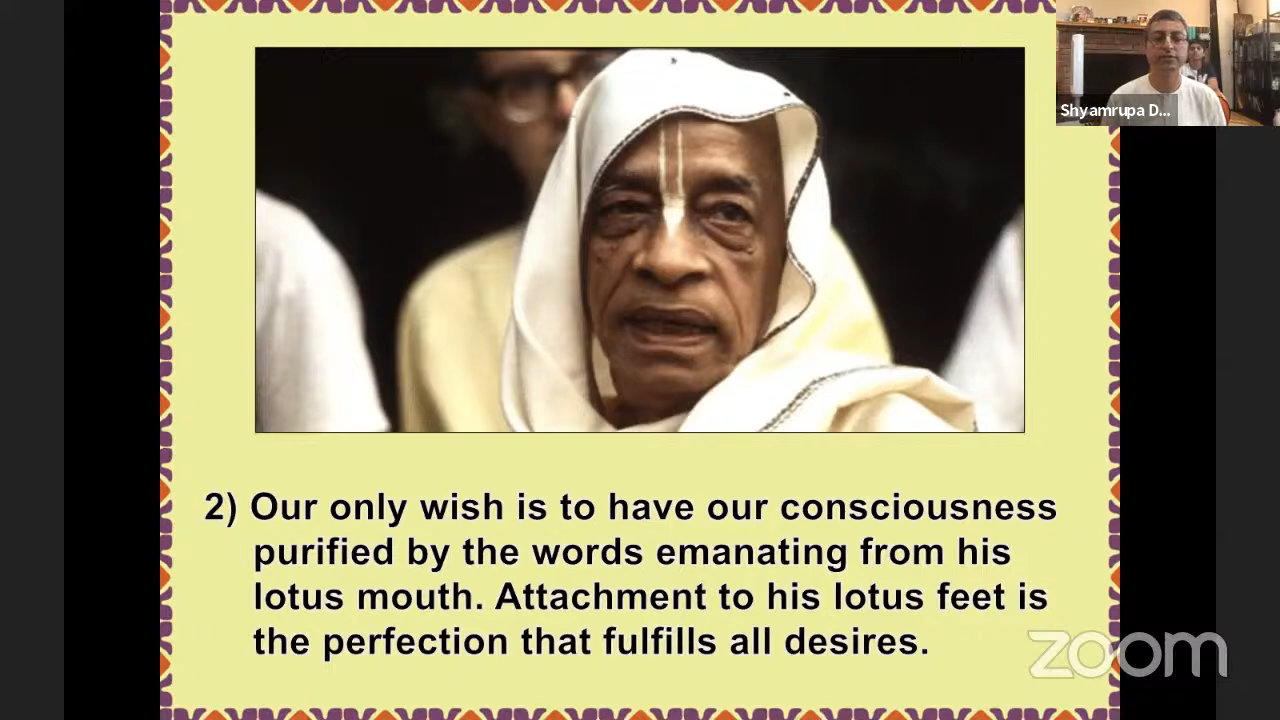 Shyamrupa D...
2) Our only wish is to have our consciousness
purified by the words emanating from his
lotus mouth. Attachment to his lotus feet is
the perfection that fulfills all desires.
zoom